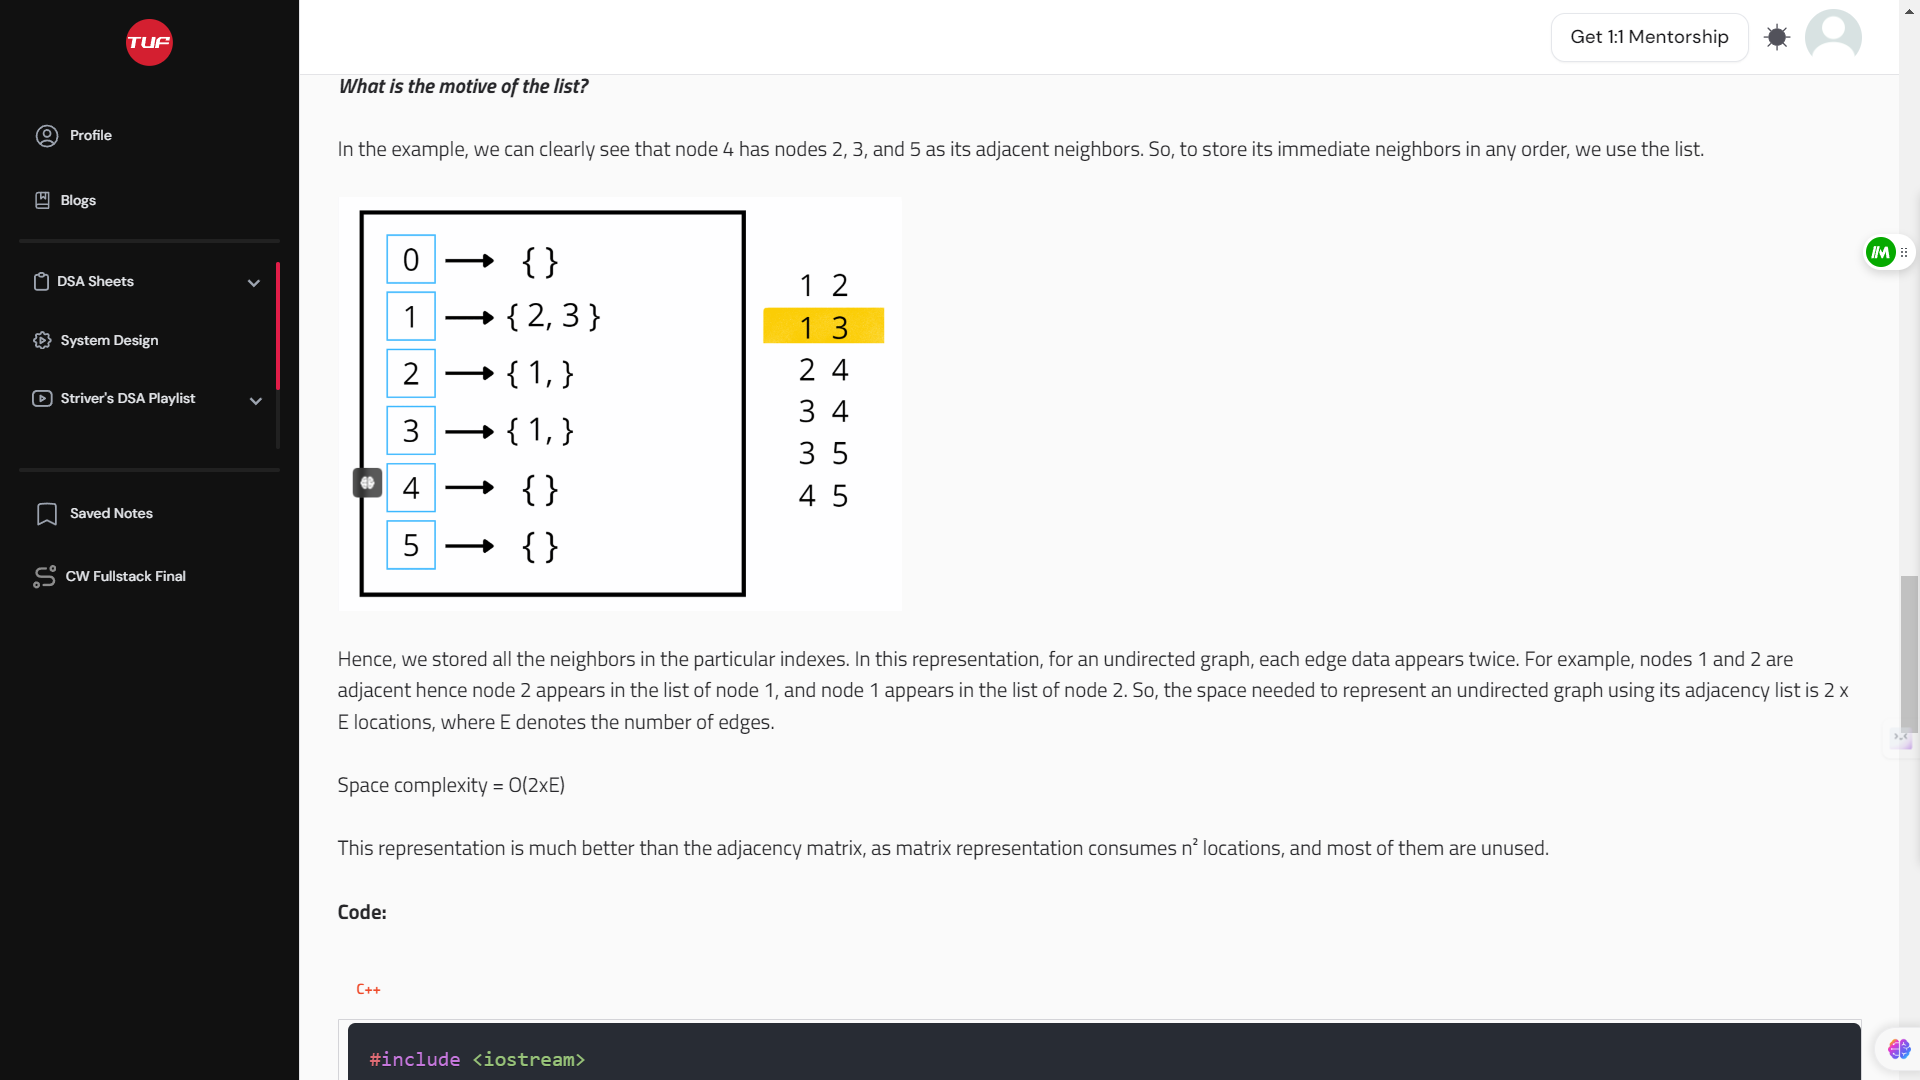 TUF
Get 1:1 Mentorship
Profile
Blogs
DSA Sheets
System Design
Striver's DSA Playlist
Saved Notes
CW Fullstack Final
What is the motive of the list?
In the example, we can clearly see that node 4 has nodes 2, 3, and 5 as its adjacent neighbors. So, to store its immediate neighbors in any order, we use the list.
0 { }
1 { 2, 3 }
2 { 1, }
3 { 1, }
4 { }
5 { }
1 2
1 3
2 4
3 4
3 5
4 5
Hence, we stored all the neighbors in the particular indexes. In this representation, for an undirected graph, each edge data appears twice. For example, nodes 1 and 2 are
adjacent hence node 2 appears in the list of node 1, and node 1 appears in the list of node 2. So, the space needed to represent an undirected graph using its adjacency list is 2 x
E locations, where E denotes the number of edges.
Space complexity = O(2xE)
This representation is much better than the adjacency matrix, as matrix representation consumes n² locations, and most of them are unused.
Code:
C++
#include <iostream>